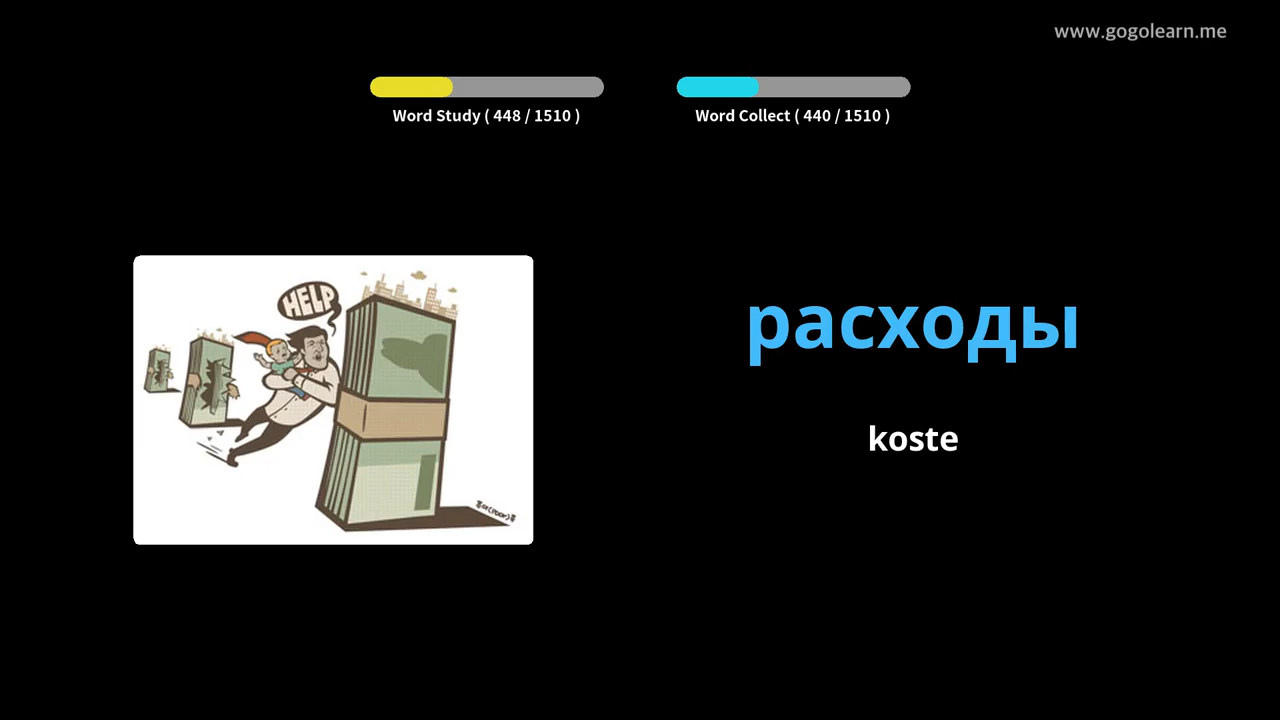 www.gogolearn.me
Word Study ( 448 / 1510 )
Word Collect ( 440 / 1510 )
HELP
расходы
koste